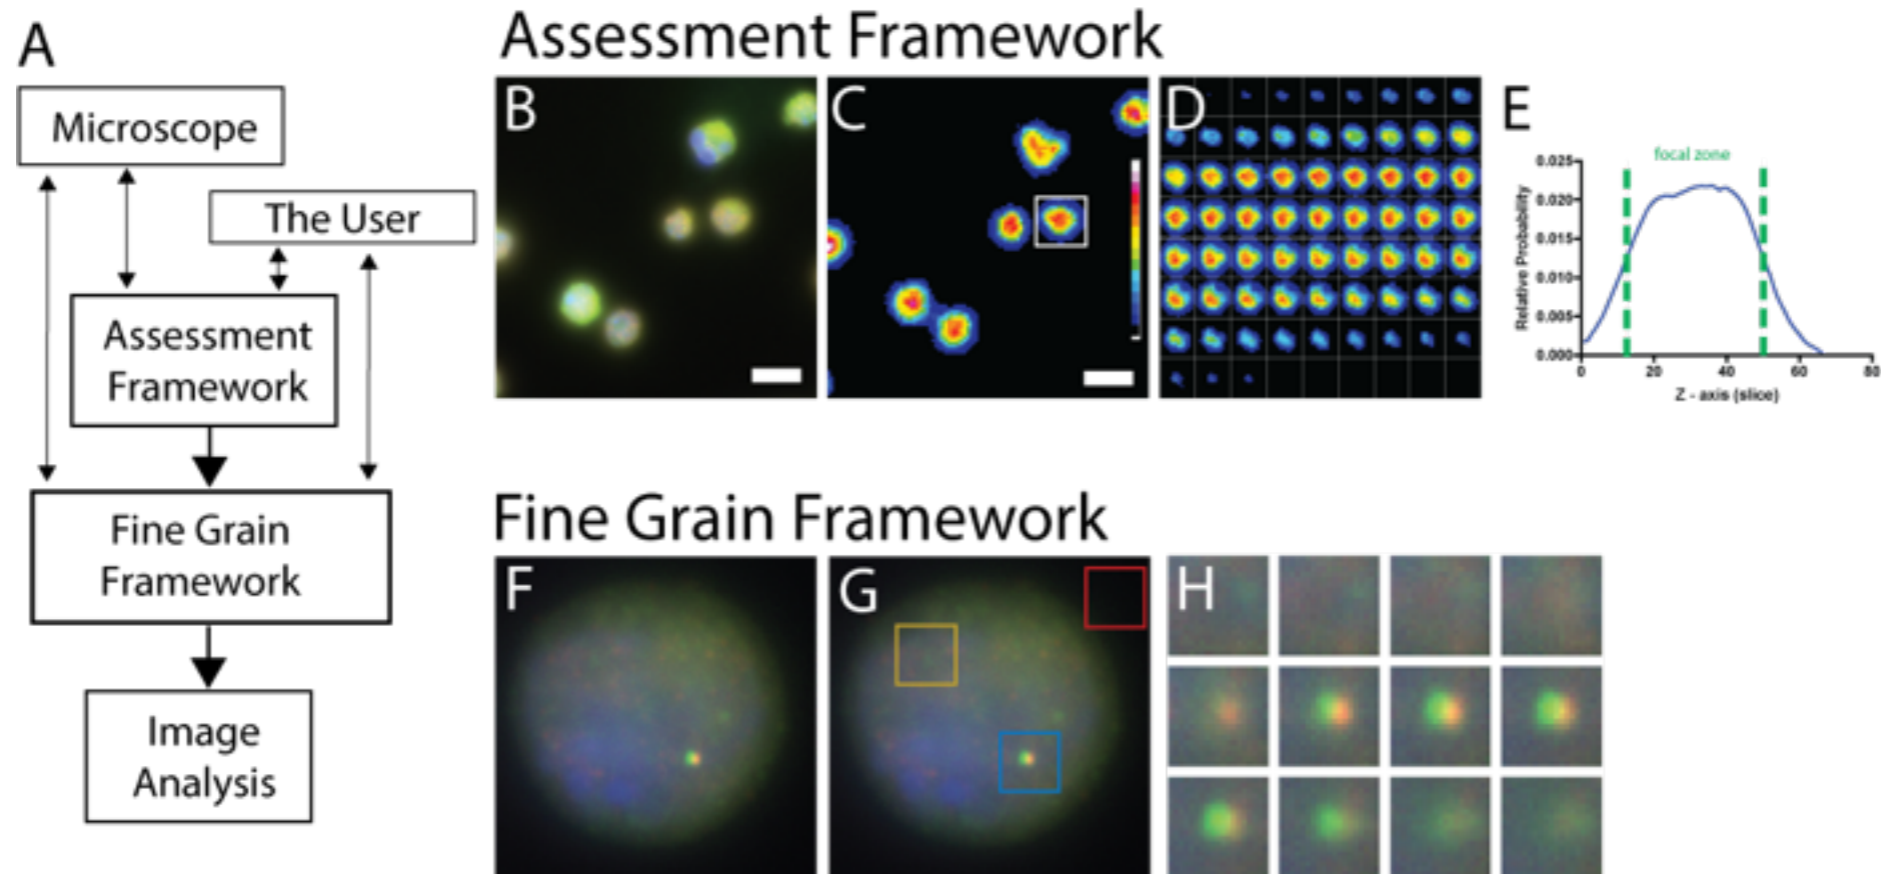 A
Microscope
The User
Assessment
Framework
Fine Grain
Framework
Image
Analysis
Assessment Framework
B
C
D
E
focal zone
Relative Probability
0.025
0.020
0.015
0.010
0.005
0.000
0
20
40
60
80
Z - axis (slice)
Fine Grain Framework
F
G
H